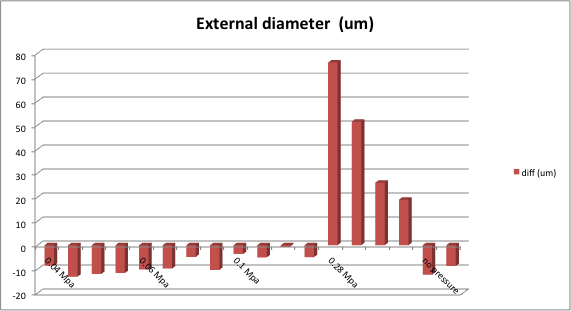 External diameter (um)
80
70
60
50
40
30
20
10
0
-10
-20
0.04 Mpa
0.06 Mpa
0.1 Mpa
0.28 Mpa
no pressure
diff (um)